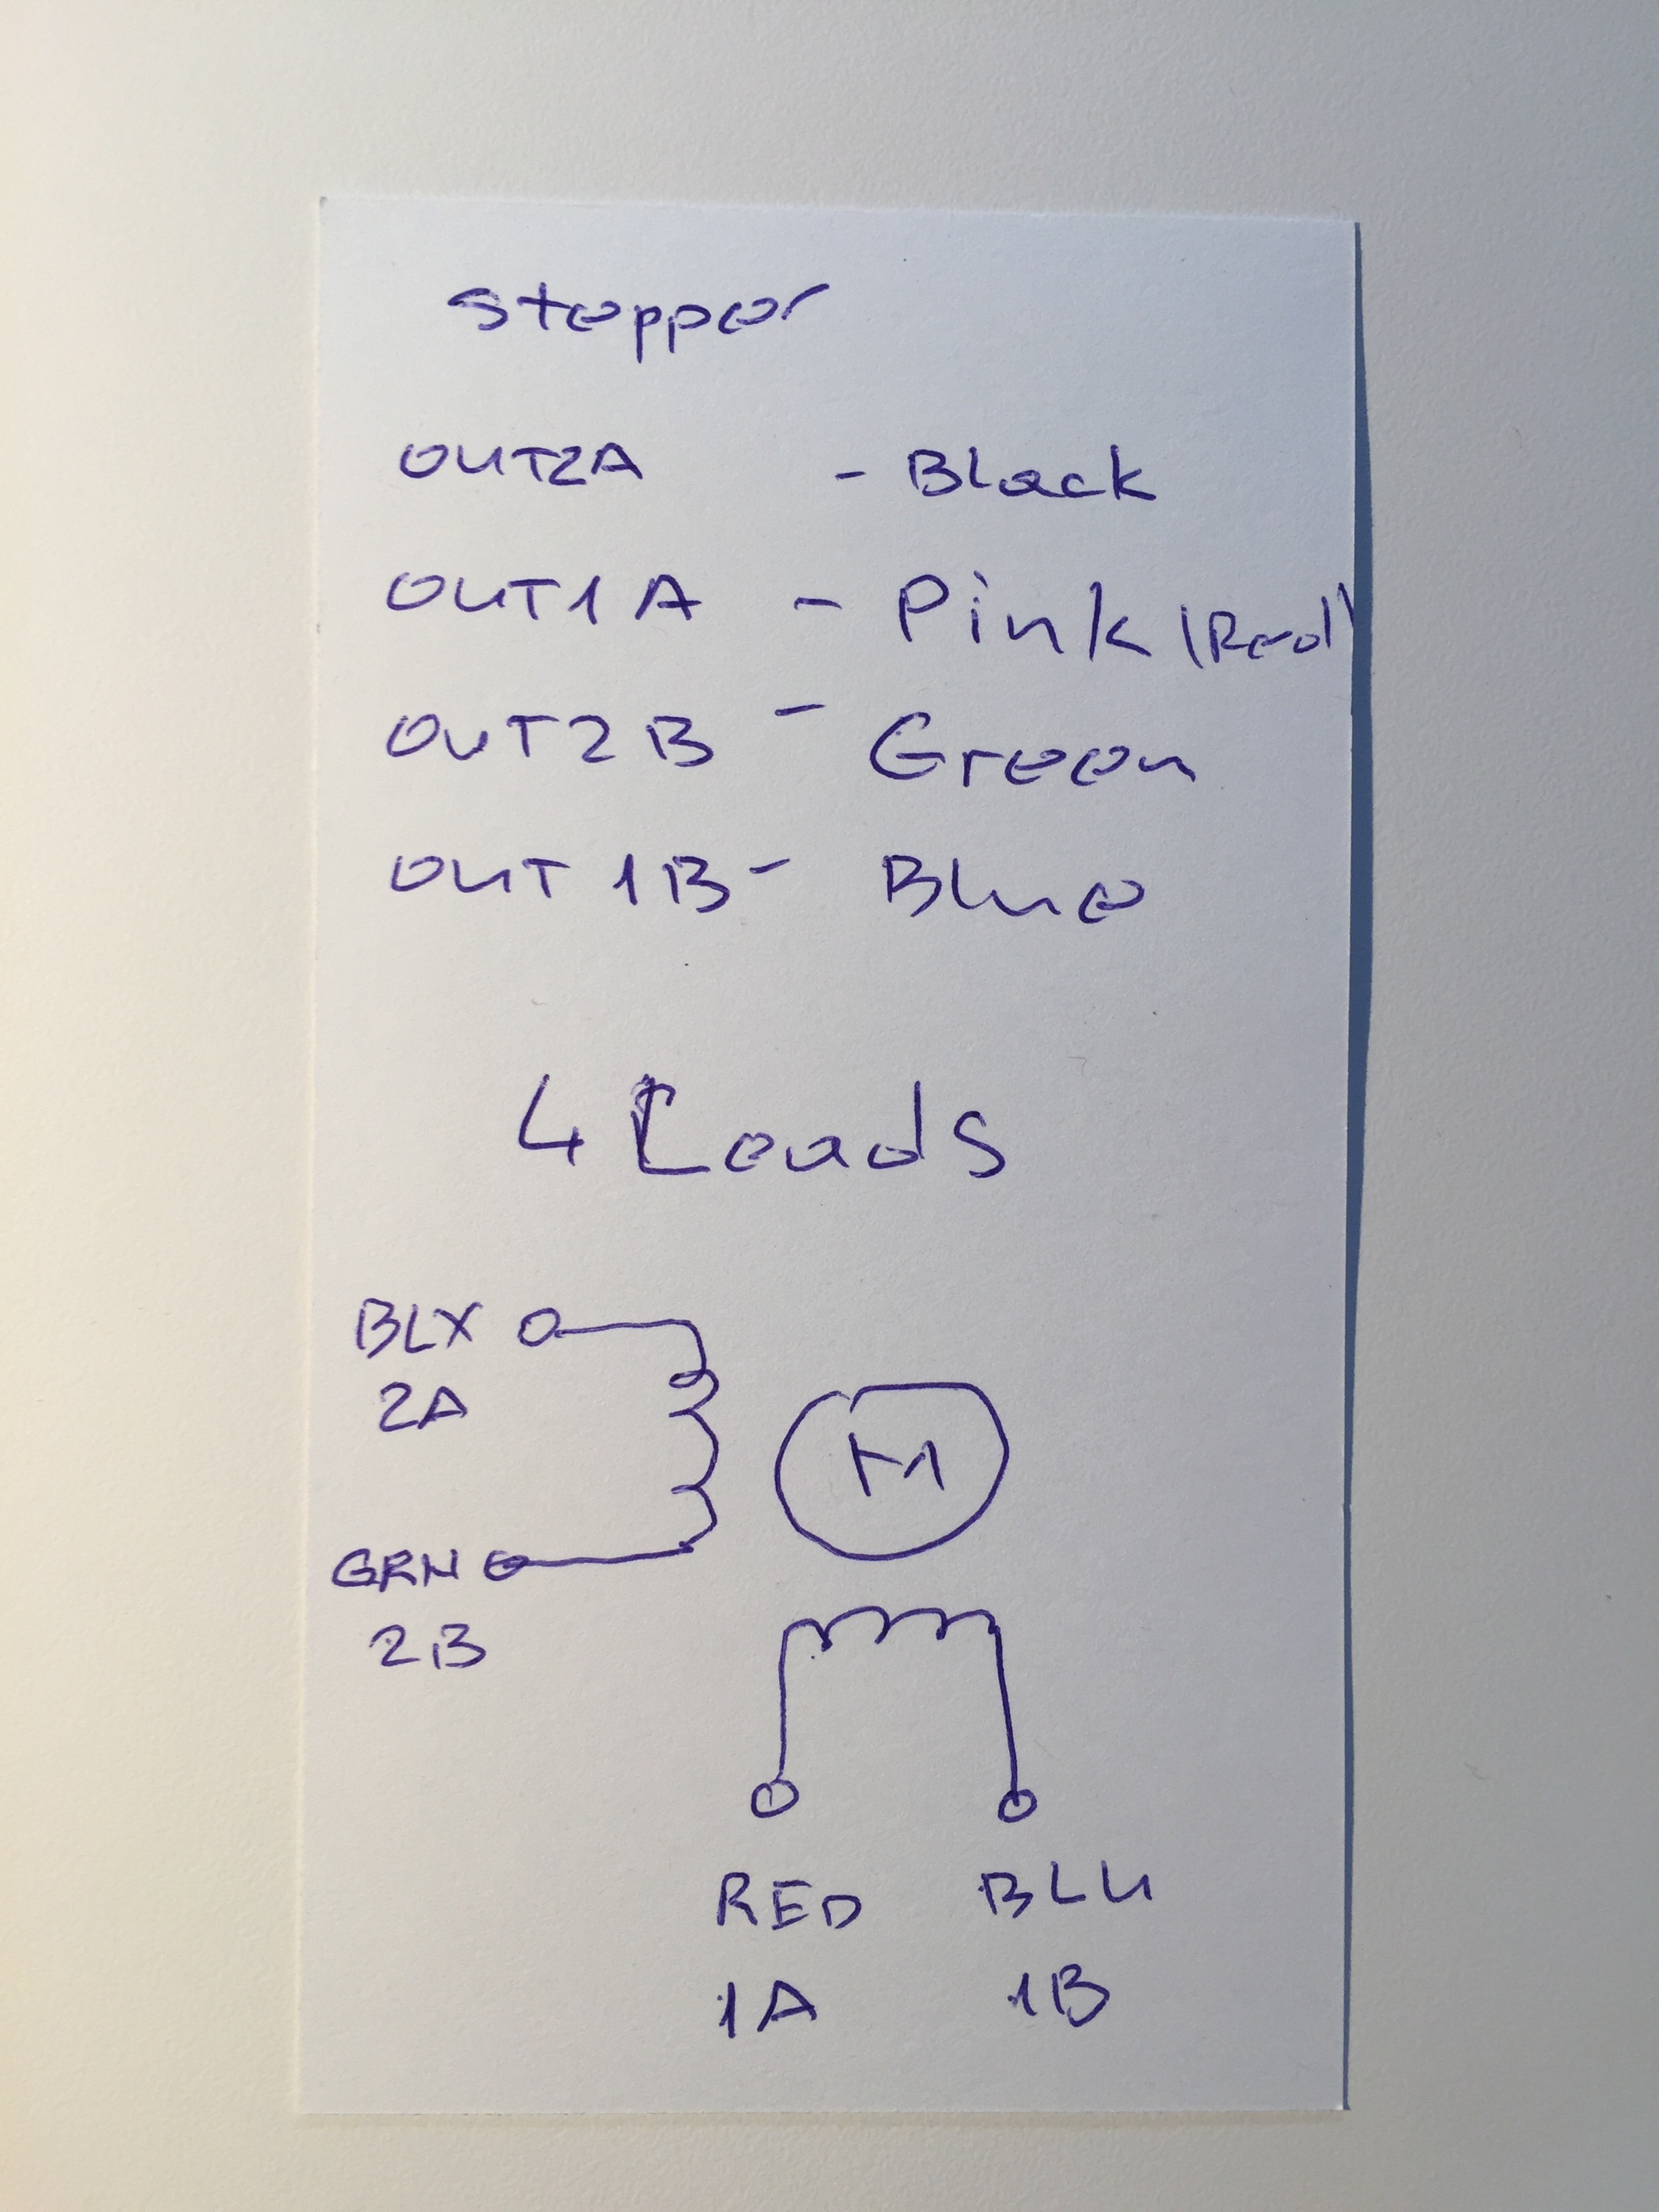 stepper
OUT2A - Black
OUT1A - Pink (Red)
OUT2B - Green
OUT1B - Blue
4 Leads
BLK
2A
M
GRN
2B
RED BLU
1A 1B